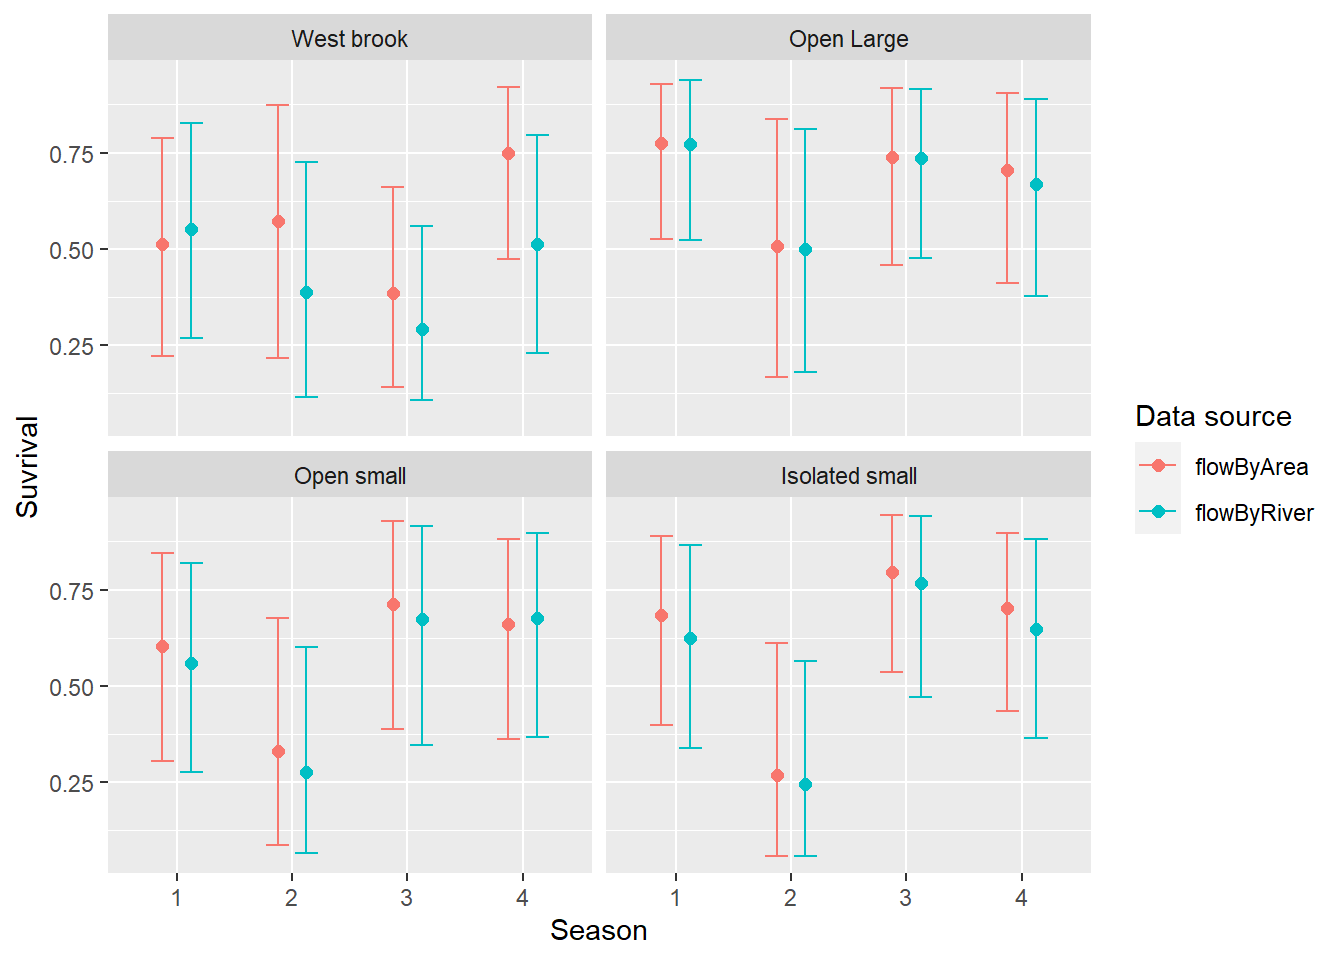 West brook
Open Large
0.75
0.50
0.25
Suvrival
Open small
Isolated small
0.75
0.50
0.25
1 2 3 4
1 2 3 4
Season
Data source
flowByArea
flowByRiver